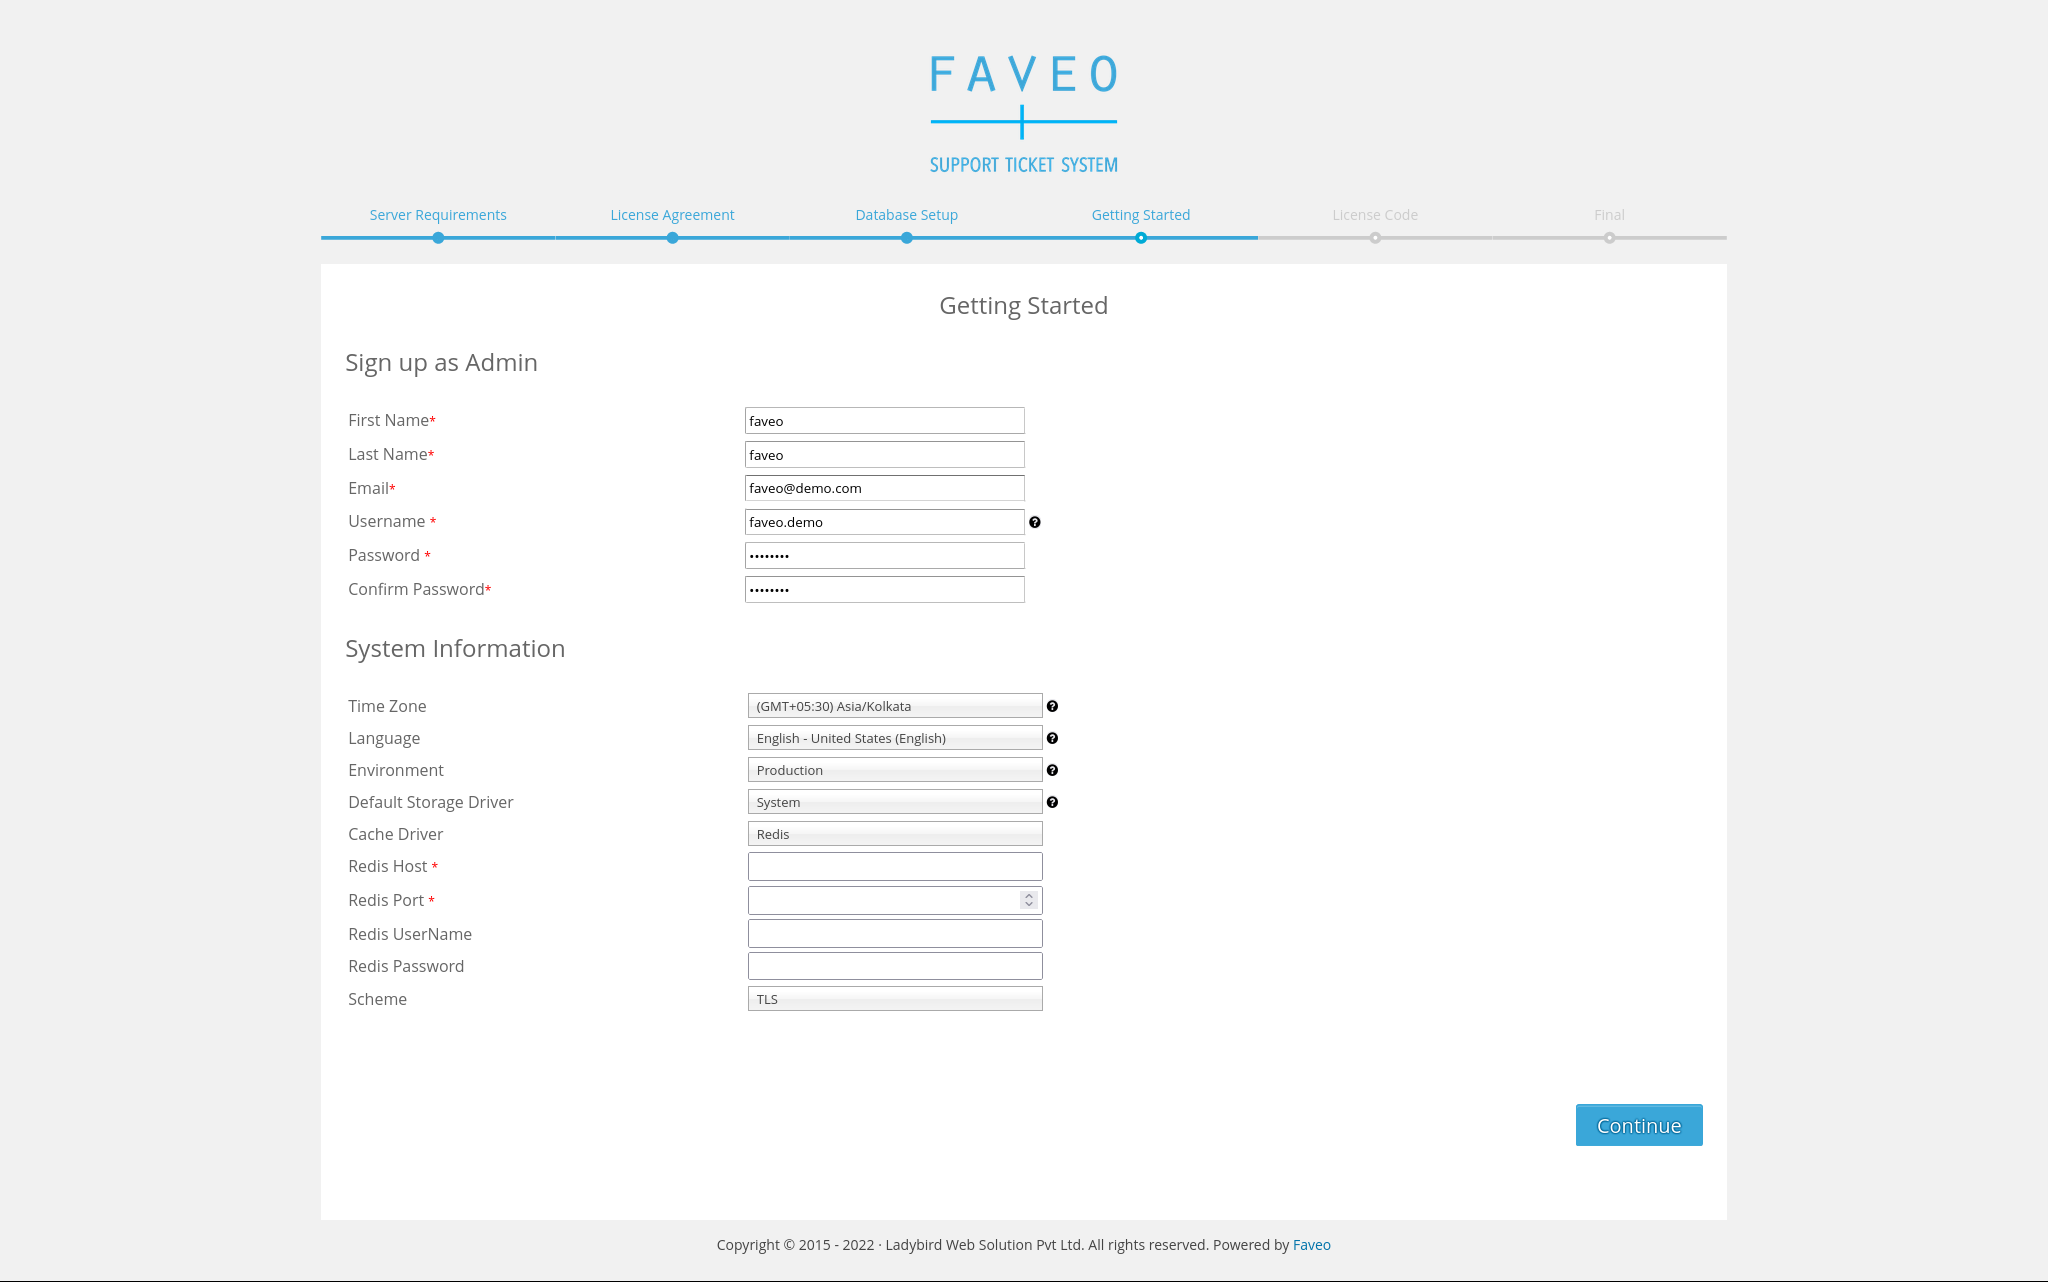 FAVEO
SUPPORT TICKET SYSTEM
Server Requirements License Agreement Database Setup Getting Started License Code Final
Getting Started
Sign up as Admin
First Name* faveo
Last Name* faveo
Email* faveo@demo.com
Username * faveo.demo ?
Password * ••••••••
Confirm Password* ••••••••
System Information
Time Zone (GMT+05:30) Asia/Kolkata ?
Language English - United States (English) ?
Environment Production ?
Default Storage Driver System ?
Cache Driver Redis
Redis Host *
Redis Port *
Redis UserName
Redis Password
Scheme TLS
Continue
Copyright © 2015 - 2022 · Ladybird Web Solution Pvt Ltd. All rights reserved. Powered by Faveo